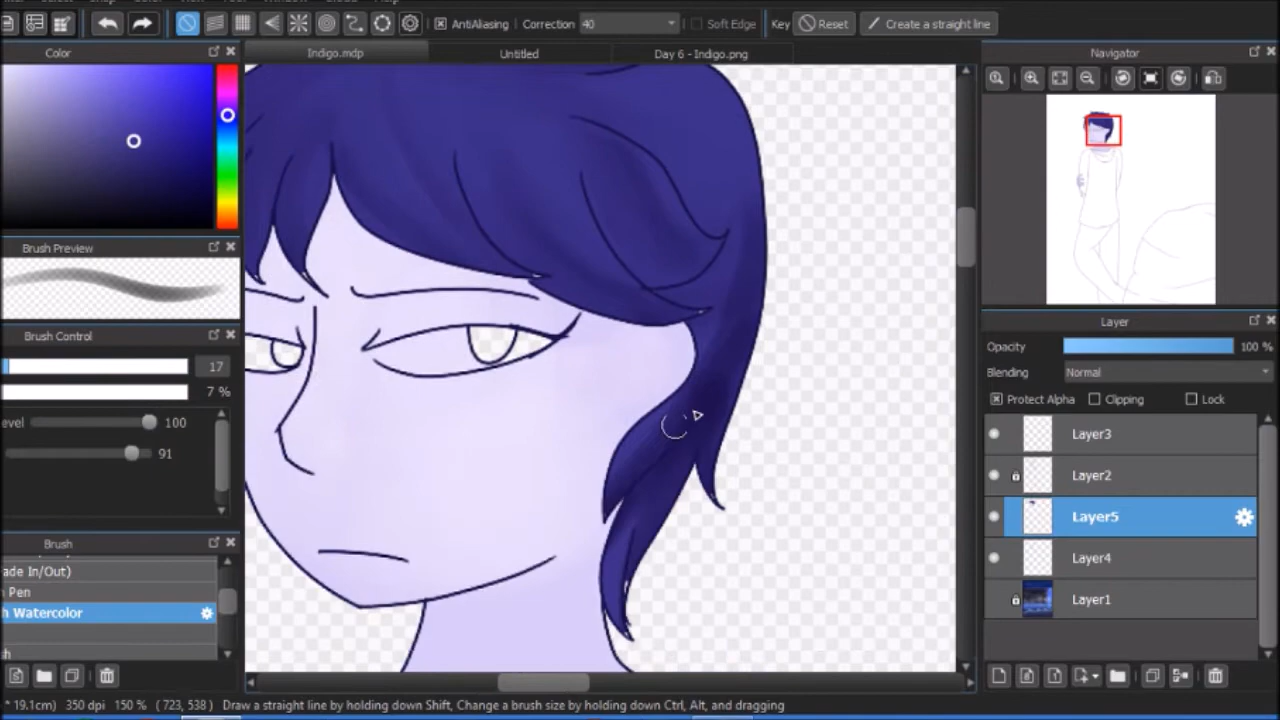 AntiAliasing Correction 40 Soft Edge Key Reset Create a straight line
Color
Indigo.mdp
Untitled
Day 6 - Indigo.png
Navigator
Brush Preview
Brush Control
17
7 %
evel 100
91
Brush
ade In/Out)
Pen
h Watercolor
Layer
Opacity 100 %
Blending Normal
Protect Alpha Clipping Lock
Layer3
Layer2
Layer5
Layer4
Layer1
* 19.1cm) 350 dpi 150 % ( 723, 538 ) Draw a straight line by holding down Shift, Change a brush size by holding down Ctrl, Alt, and dragging